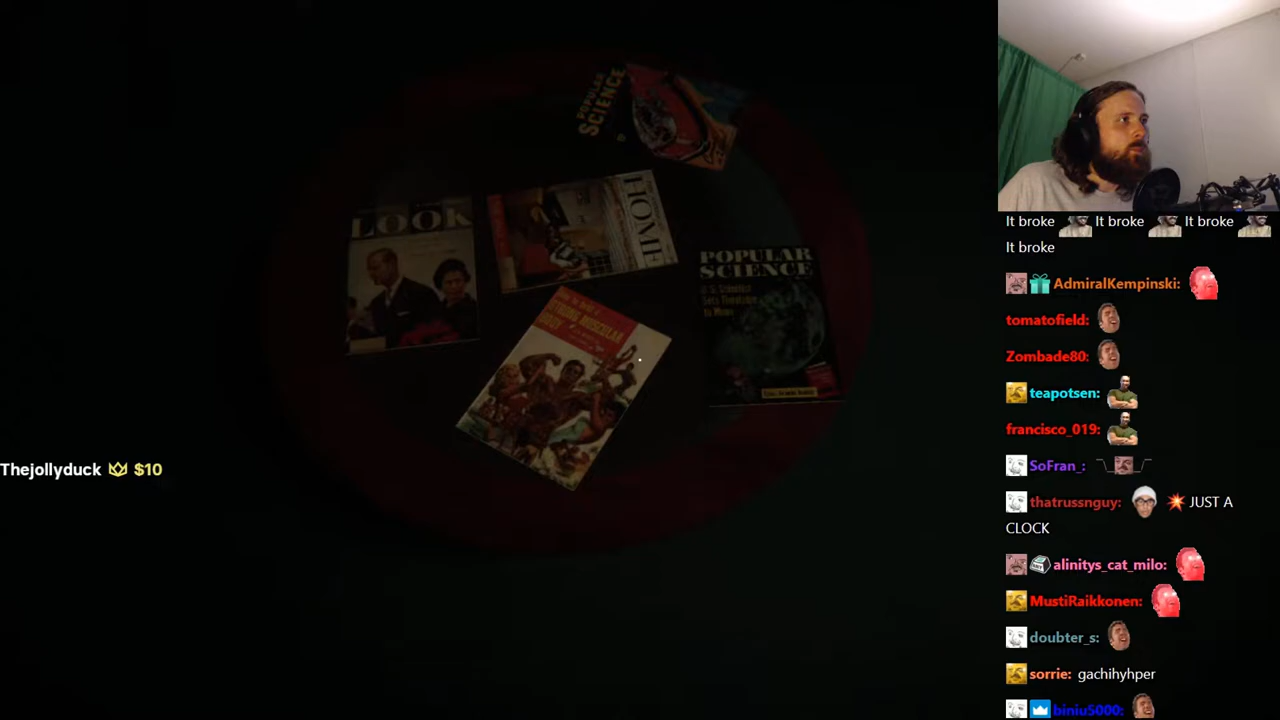 POPULAR
SCIENCE
LOOK
HOME
POPULAR
SCIENCE
Thejollyduck $10
It broke It broke It broke
It broke
AdmiralKempinski:
tomatofield:
Zombade80:
teapotsen:
francisco_019:
SoFran_:
thatrussnguy: JUST A
CLOCK
alinitys_cat_milo:
MustiRaikkonen:
doubter_s:
sorrie: gachihyhper
biniu5000: